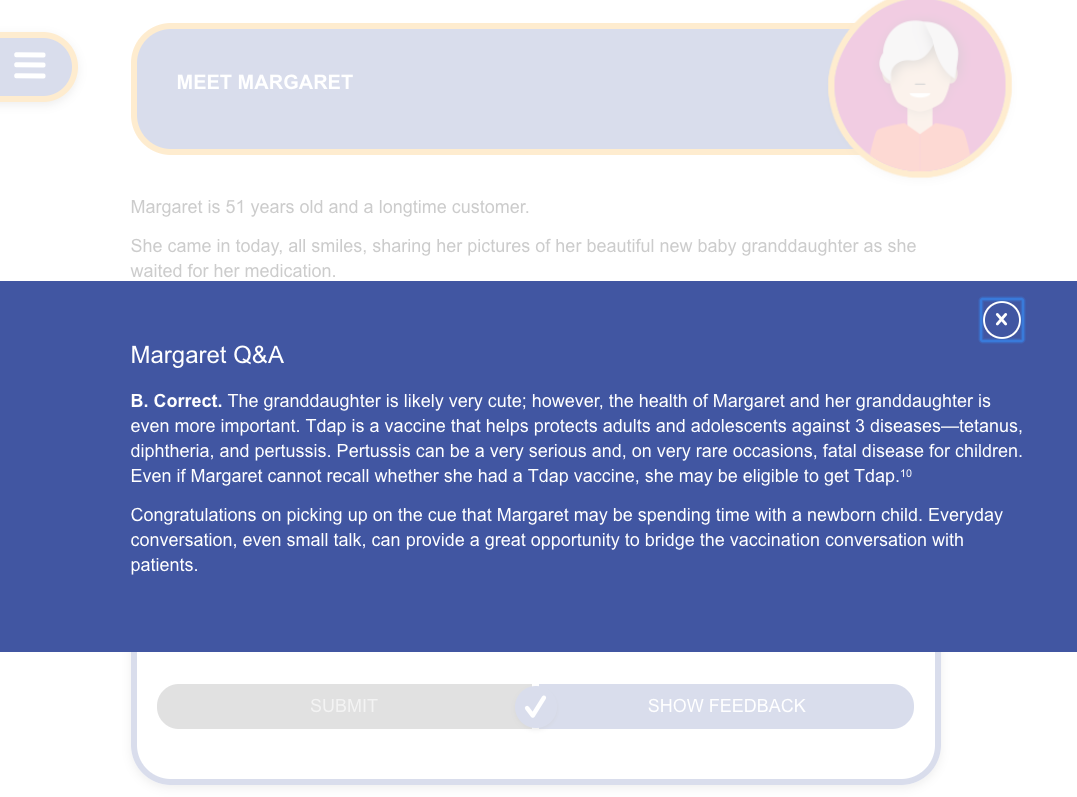 MEET MARGARET
Margaret is 51 years old and a longtime customer.
She came in today, all smiles, sharing her pictures of her beautiful new baby granddaughter as she
waited for her medication.
Margaret Q&A
B. Correct. The granddaughter is likely very cute; however, the health of Margaret and her granddaughter is
even more important. Tdap is a vaccine that helps protects adults and adolescents against 3 diseases—tetanus,
diphtheria, and pertussis. Pertussis can be a very serious and, on very rare occasions, fatal disease for children.
Even if Margaret cannot recall whether she had a Tdap vaccine, she may be eligible to get Tdap.¹⁰
Congratulations on picking up on the cue that Margaret may be spending time with a newborn child. Everyday
conversation, even small talk, can provide a great opportunity to bridge the vaccination conversation with
patients.
SUBMIT
SHOW FEEDBACK